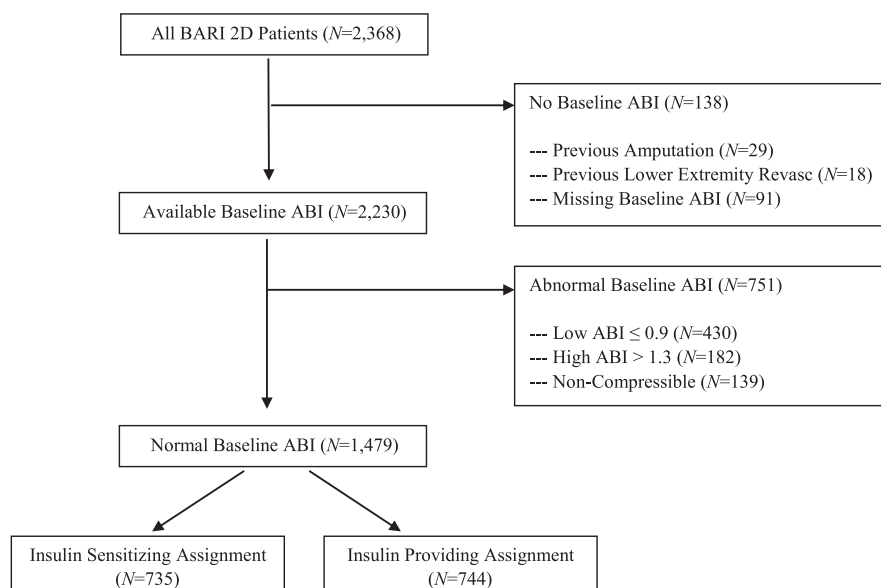 All BARI 2D Patients (N=2,368)
No Baseline ABI (N=138)
--- Previous Amputation (N=29)
--- Previous Lower Extremity Revasc (N=18)
--- Missing Baseline ABI (N=91)
Available Baseline ABI (N=2,230)
Abnormal Baseline ABI (N=751)
--- Low ABI ≤ 0.9 (N=430)
--- High ABI > 1.3 (N=182)
--- Non-Compressible (N=139)
Normal Baseline ABI (N=1,479)
Insulin Sensitizing Assignment
(N=735)
Insulin Providing Assignment
(N=744)